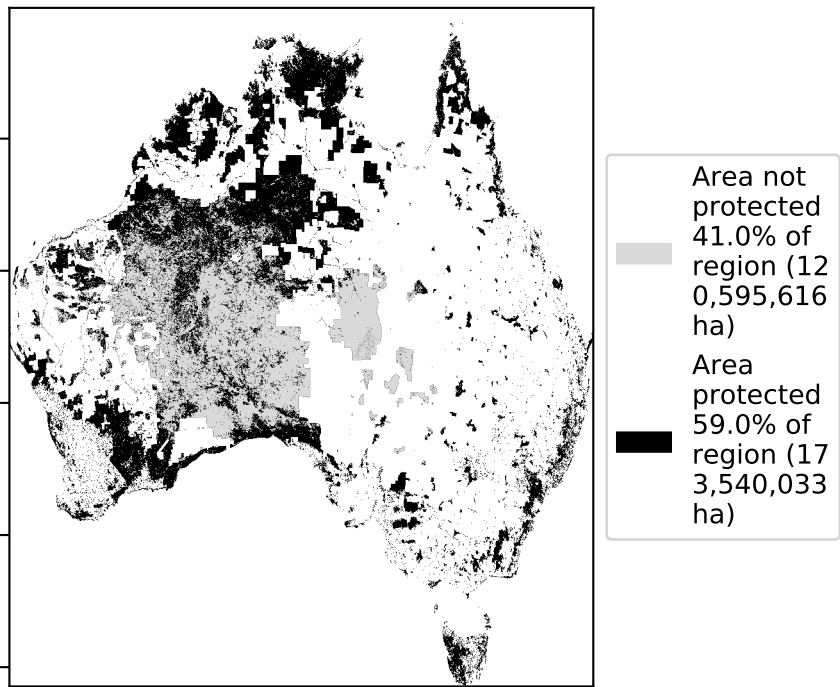 Area not
protected
41.0% of
region (12
0,595,616
ha)
Area
protected
59.0% of
region (17
3,540,033
ha)